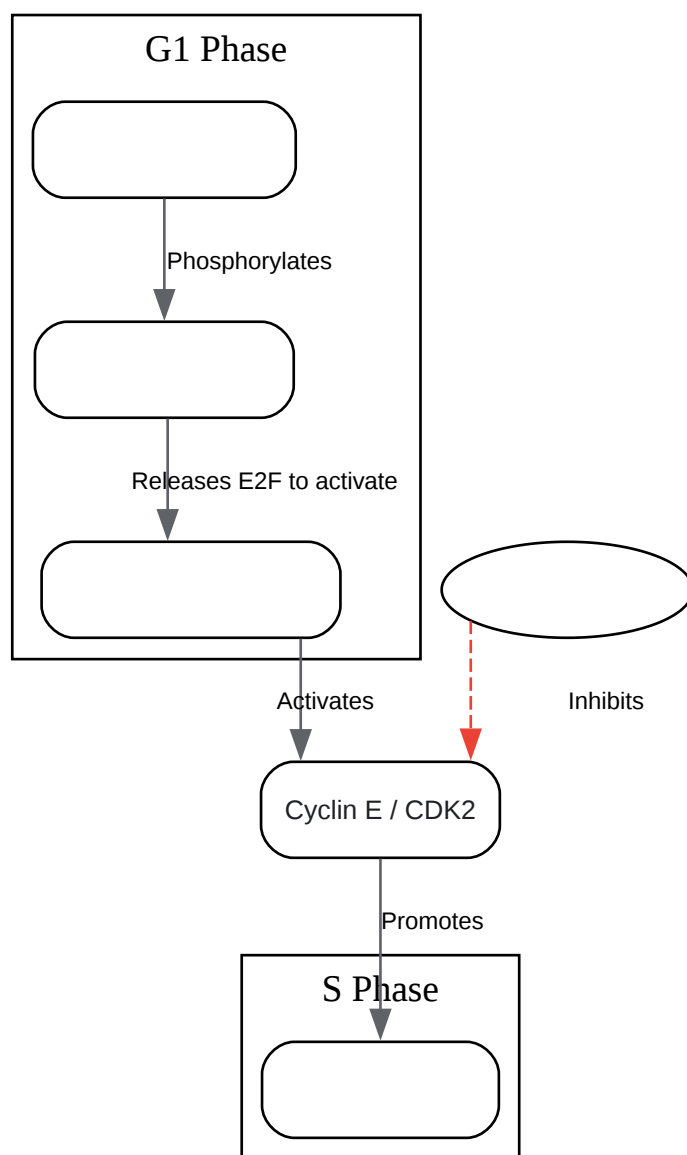 G1 Phase
Phosphorylates
Releases E2F to activate
Activates
Inhibits
Cyclin E / CDK2
Promotes
S Phase